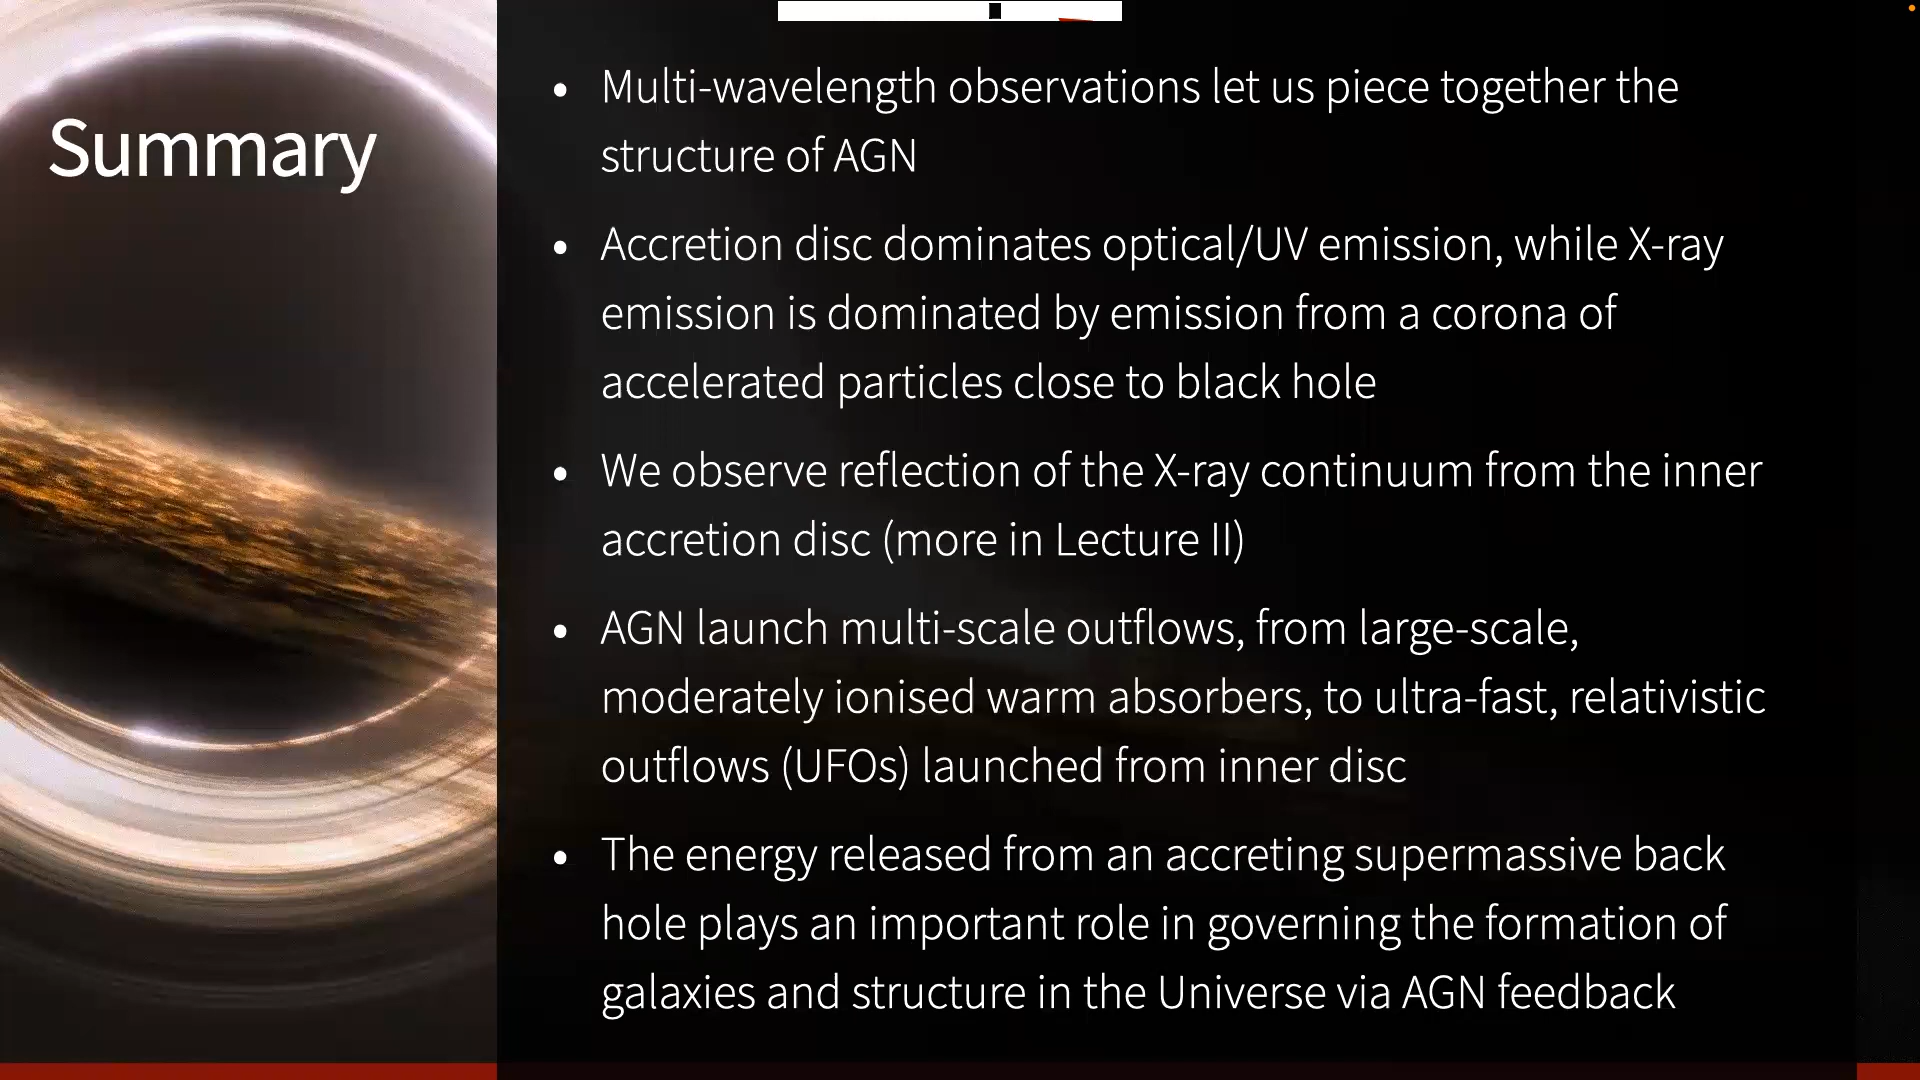 Summary
• Multi-wavelength observations let us piece together the
structure of AGN
• Accretion disc dominates optical/UV emission, while X-ray
emission is dominated by emission from a corona of
accelerated particles close to black hole
• We observe reflection of the X-ray continuum from the inner
accretion disc (more in Lecture II)
• AGN launch multi-scale outflows, from large-scale,
moderately ionised warm absorbers, to ultra-fast, relativistic
outflows (UFOs) launched from inner disc
• The energy released from an accreting supermassive back
hole plays an important role in governing the formation of
galaxies and structure in the Universe via AGN feedback